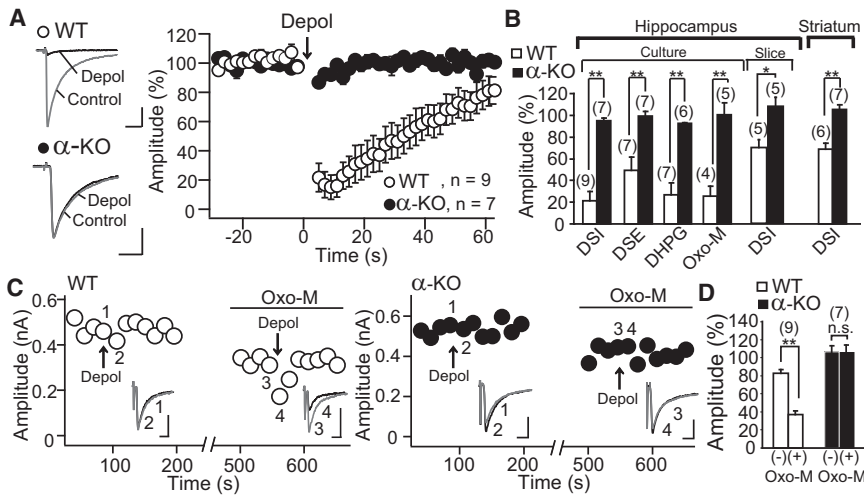 A
WT
Depol
Control
α-KO
Depol
Control
Depol
Amplitude (%)
120
100
80
60
40
20
0
WT , n = 9
α-KO, n = 7
-20 0 20 40 60
Time (s)
B
WT
α-KO
Hippocampus
Striatum
Culture
Slice
Amplitude (%)
120
100
80
60
40
20
0
** ** ** ** * **
(9) (7) (7) (7) (7) (6) (4) (5) (5) (5) (6) (7)
DSI DSE DHPG Oxo-M DSI DSI
C
WT
Amplitude (nA)
0.6
0.4
0.2
0
1
2
Depol
1
2
Oxo-M
Depol
3
4
4
3
100 200 500 600
Time (s)
α-KO
Amplitude (nA)
0.6
0.4
0.2
0
1
2
Depol
1
2
Oxo-M
3 4
Depol
3
4
100 200 500 600
Time (s)
D
WT
α-KO
Amplitude (%)
140
120
100
80
60
40
20
0
(9)
**
(7)
n.s.
(-) (+) (-) (+)
Oxo-M Oxo-M